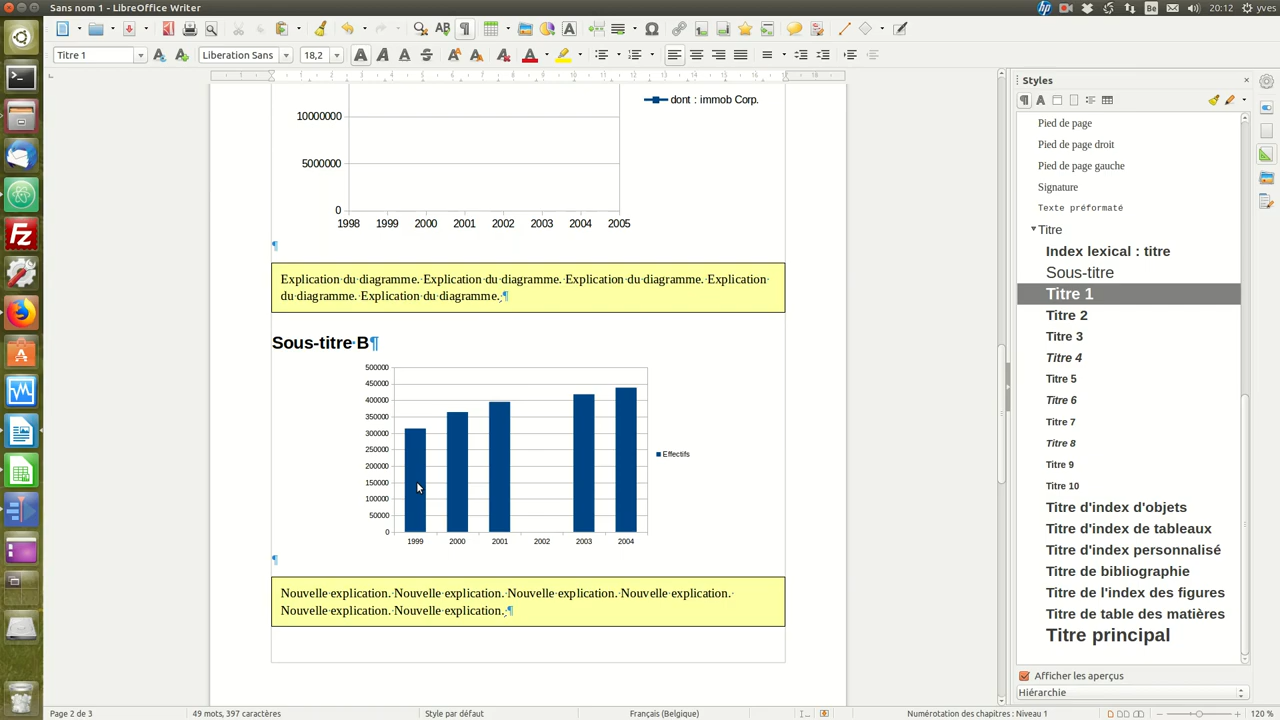 Sans nom 1 - LibreOffice Writer
Be
20:12
yves
Titre 1
Liberation Sans
18,2
dont : immob Corp.
10000000
5000000
0
1998 1999 2000 2001 2002 2003 2004 2005
¶
Explication du diagramme. Explication du diagramme. Explication du diagramme. Explication
du diagramme. Explication du diagramme. ¶
Sous-titre B¶
500000
450000
400000
350000
300000
250000
200000
150000
100000
50000
0
Effectifs
1999 2000 2001 2002 2003 2004
¶
Nouvelle explication. Nouvelle explication. Nouvelle explication. Nouvelle explication.
Nouvelle explication. Nouvelle explication. ¶
Styles
Pied de page
Pied de page droit
Pied de page gauche
Signature
Texte préformaté
Titre
Index lexical : titre
Sous-titre
Titre 1
Titre 2
Titre 3
Titre 4
Titre 5
Titre 6
Titre 7
Titre 8
Titre 9
Titre 10
Titre d'index d'objets
Titre d'index de tableaux
Titre d'index personnalisé
Titre de bibliographie
Titre de l'index des figures
Titre de table des matières
Titre principal
Afficher les aperçus
Hiérarchie
Page 2 de 3
49 mots, 397 caractères
Style par défaut
Français (Belgique)
Numérotation des chapitres : Niveau 1
120 %